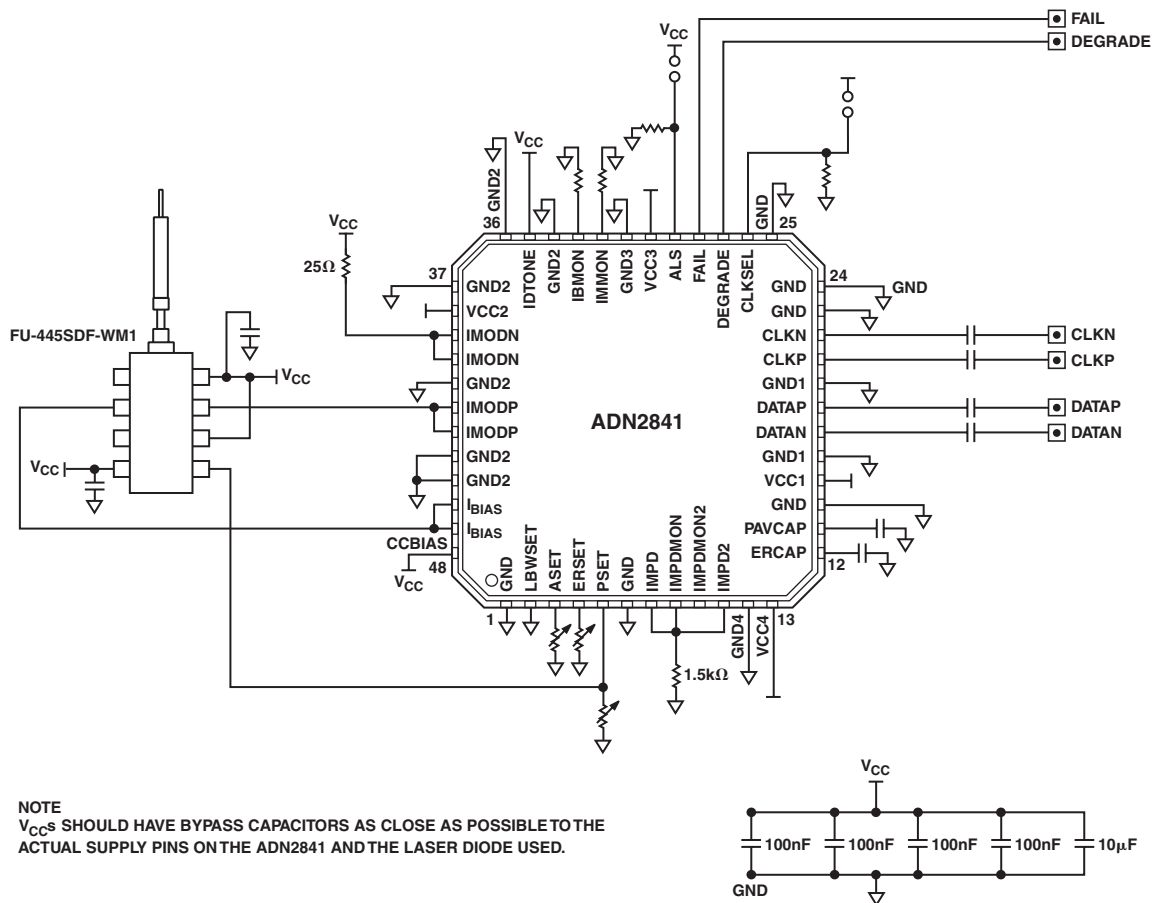 FAIL
DEGRADE
VCC
VCC
GND2
36
GND
25
VCC
25Ω
37
24
IDTONE
GND2
IBMON
IMMON
GND3
VCC3
ALS
FAIL
DEGRADE
CLKSEL
FU-445SDF-WM1
VCC
VCC
GND2
VCC2
IMODN
IMODN
GND2
IMODP
IMODP
GND2
GND2
IBIAS
IBIAS
CCBIAS
48
VCC
ADN2841
GND
GND
GND
CLKN
CLKN
CLKP
CLKP
GND1
DATAP
DATAP
DATAN
DATAN
GND1
VCC1
GND
PAVCAP
ERCAP
12
GND
LBWSET
ASET
ERSET
PSET
GND
IMPD
IMPDMON
IMPDMON2
IMPD2
GND4
VCC4
1
13
1.5kΩ
NOTE
VCCs SHOULD HAVE BYPASS CAPACITORS AS CLOSE AS POSSIBLE TO THE
ACTUAL SUPPLY PINS ON THE ADN2841 AND THE LASER DIODE USED.
VCC
100nF
100nF
100nF
100nF
10μF
GND